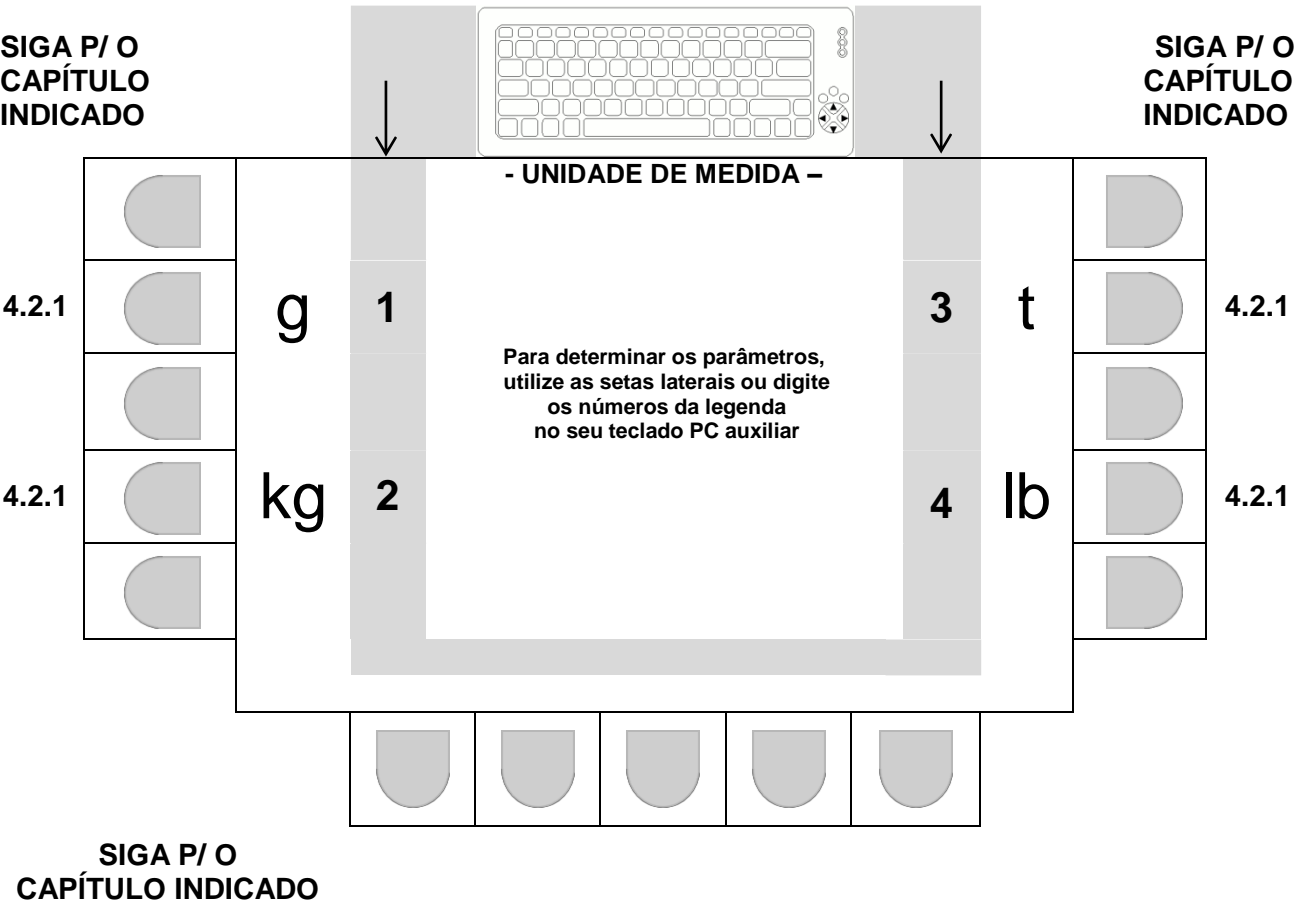 SIGA P/ O
CAPÍTULO
INDICADO
SIGA P/ O
CAPÍTULO
INDICADO
- UNIDADE DE MEDIDA –
4.2.1
g
1
3
t
4.2.1
Para determinar os parâmetros,
utilize as setas laterais ou digite
os números da legenda
no seu teclado PC auxiliar
4.2.1
kg
2
4
lb
4.2.1
SIGA P/ O
CAPÍTULO INDICADO